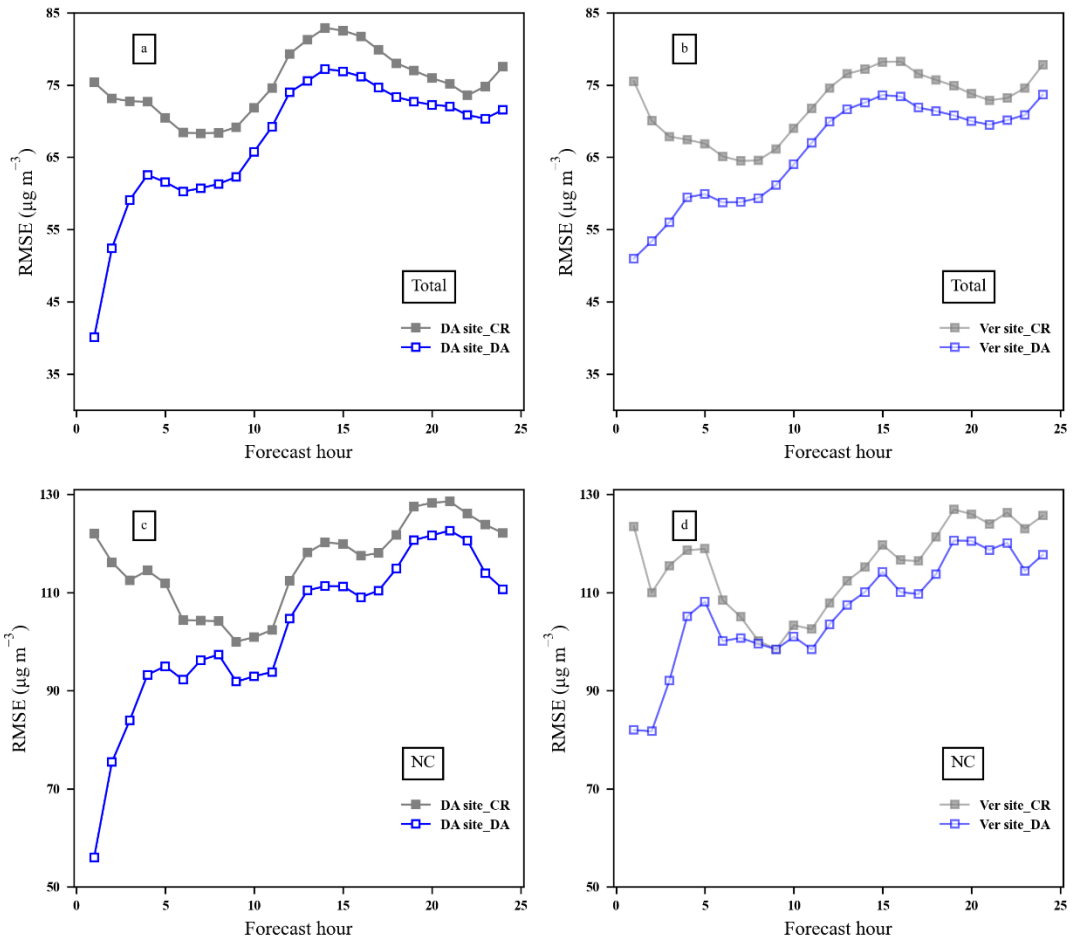 85
75
65
55
45
35
RMSE (μg m⁻³)
a
Total
DA site_CR
DA site_DA
0 5 10 15 20 25
Forecast hour
85
75
65
55
45
35
RMSE (μg m⁻³)
b
Total
Ver site_CR
Ver site_DA
0 5 10 15 20 25
Forecast hour
130
110
90
70
50
RMSE (μg m⁻³)
c
NC
DA site_CR
DA site_DA
0 5 10 15 20 25
Forecast hour
130
110
90
70
50
RMSE (μg m⁻³)
d
NC
Ver site_CR
Ver site_DA
0 5 10 15 20 25
Forecast hour